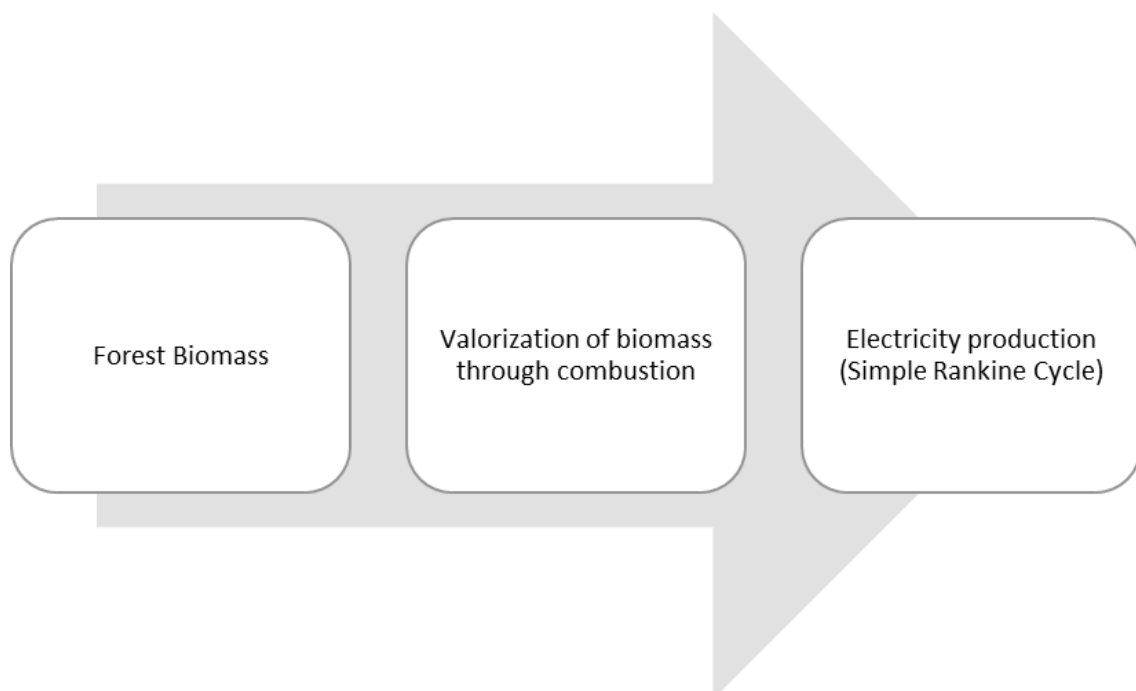 Forest Biomass
Valorization of biomass
through combustion
Electricity production
(Simple Rankine Cycle)